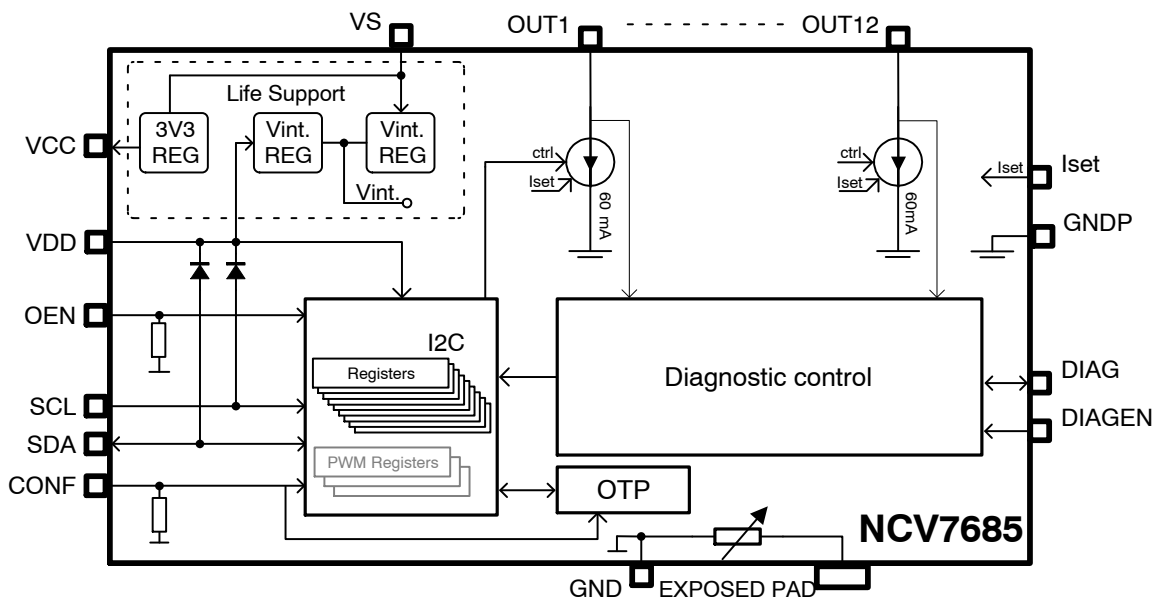 VS
OUT1
OUT12
Life Support
3V3
REG
Vint.
REG
Vint.
REG
Vint.
VCC
ctrl
Iset
60 mA
ctrl
Iset
60mA
Iset
Iset
GNDP
VDD
OEN
I2C
Registers
Diagnostic control
DIAG
DIAGEN
SCL
SDA
PWM Registers
CONF
OTP
NCV7685
GND
EXPOSED PAD